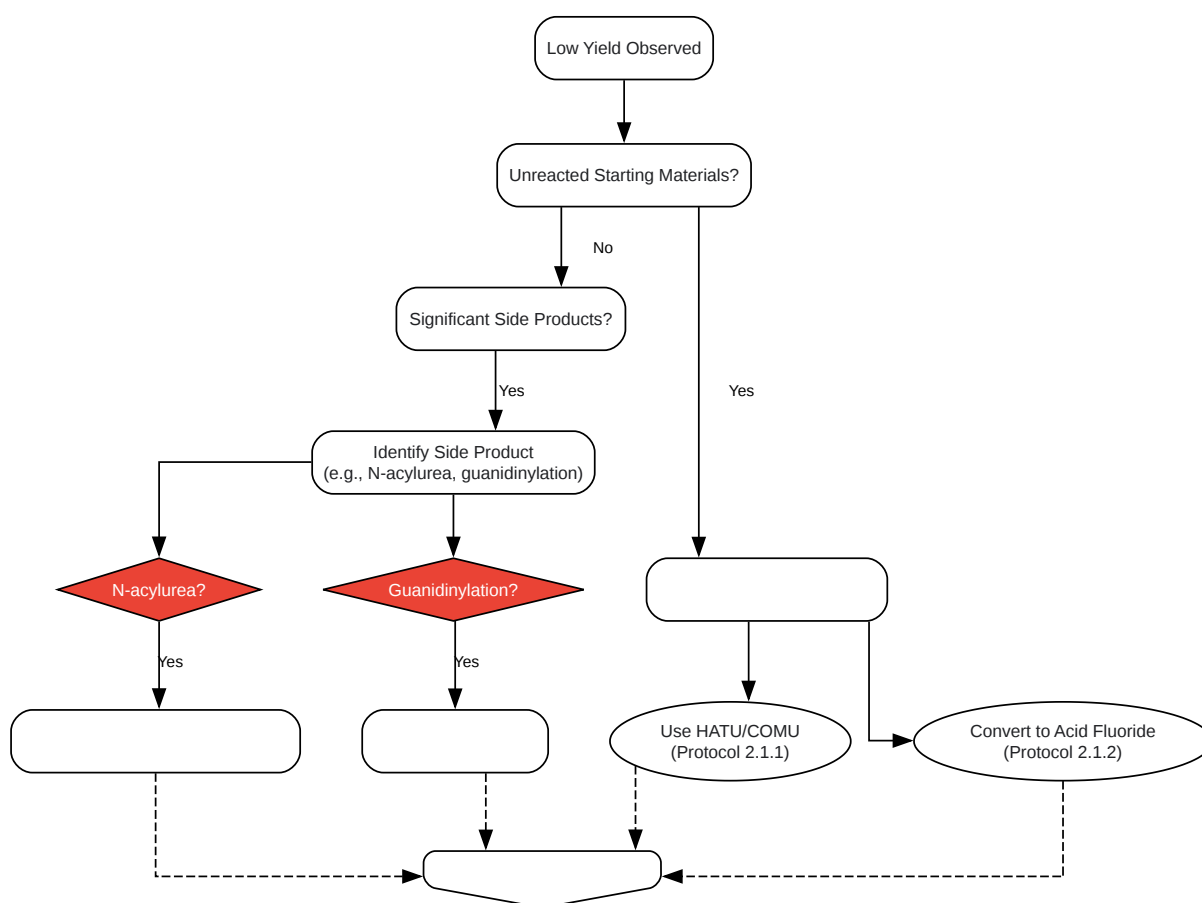 Low Yield Observed
Unreacted Starting Materials?
No
Significant Side Products?
Yes
Yes
Identify Side Product
(e.g., N-acylurea, guanidinylation)
N-acylurea?
Guanidinylation?
Yes
Yes
Use HATU/COMU
(Protocol 2.1.1)
Convert to Acid Fluoride
(Protocol 2.1.2)